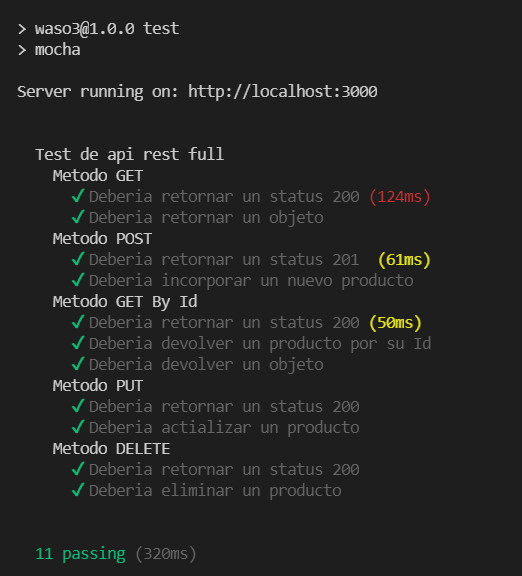 > waso3@1.0.0 test
> mocha
Server running on: http://localhost:3000
Test de api rest full
Metodo GET
✓ Deberia retornar un status 200 (124ms)
✓ Deberia retornar un objeto
Metodo POST
✓ Deberia retornar un status 201  (61ms)
✓ Deberia incorporar un nuevo producto
Metodo GET By Id
✓ Deberia retornar un status 200 (50ms)
✓ Deberia devolver un producto por su Id
✓ Deberia devolver un objeto
Metodo PUT
✓ Deberia retornar un status 200
✓ Deberia actializar un producto
Metodo DELETE
✓ Deberia retornar un status 200
✓ Deberia eliminar un producto
11 passing (320ms)